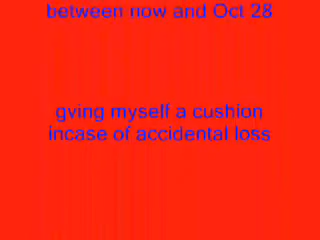 between now and Oct 28
gving myself a cushion
incase of accidental loss